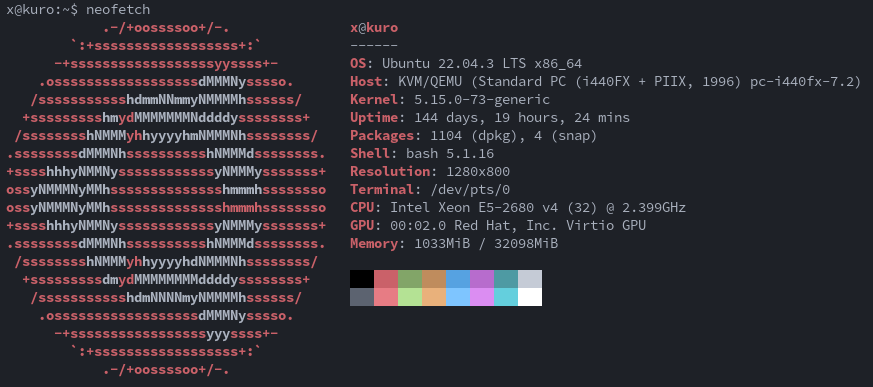 x@kuro:~$ neofetch
            .-/+oossssoo+/-.               x@kuro
        `:+ssssssssssssssssss+:`           ------
      -+ssssssssssssssssssyyssss+-         OS: Ubuntu 22.04.3 LTS x86_64
    .ossssssssssssssssssdMMMNysssso.       Host: KVM/QEMU (Standard PC (i440FX + PIIX, 1996) pc-i440fx-7.2)
   /ssssssssssshdmmNNmmyNMMMMhssssss/      Kernel: 5.15.0-73-generic
  +ssssssssshmydMMMMMMMNddddyssssssss+     Uptime: 144 days, 19 hours, 24 mins
 /sssssssshNMMMyhhyyyyhmNMMMNhssssssss/    Packages: 1104 (dpkg), 4 (snap)
.ssssssssdMMMNhsssssssssshNMMMdssssssss.   Shell: bash 5.1.16
+sssshhhyNMMNyssssssssssssyNMMMysssssss+   Resolution: 1280x800
ossyNMMMNyMMhsssssssssssssshmmmhssssssso   Terminal: /dev/pts/0
ossyNMMMNyMMhsssssssssssssshmmmhssssssso   CPU: Intel Xeon E5-2680 v4 (32) @ 2.399GHz
+sssshhhyNMMNyssssssssssssyNMMMysssssss+   GPU: 00:02.0 Red Hat, Inc. Virtio GPU
.ssssssssdMMMNhsssssssssshNMMMdssssssss.   Memory: 1033MiB / 32098MiB
 /sssssssshNMMMyhhyyyyhdNMMMNhssssssss/
  +sssssssssdmydMMMMMMMMddddyssssssss+
   /ssssssssssshdmNNNNmyNMMMMhssssss/
    .ossssssssssssssssssdMMMNysssso.
      -+sssssssssssssssssyyyssss+-
        `:+ssssssssssssssssss+:`
            .-/+oossssoo+/-.